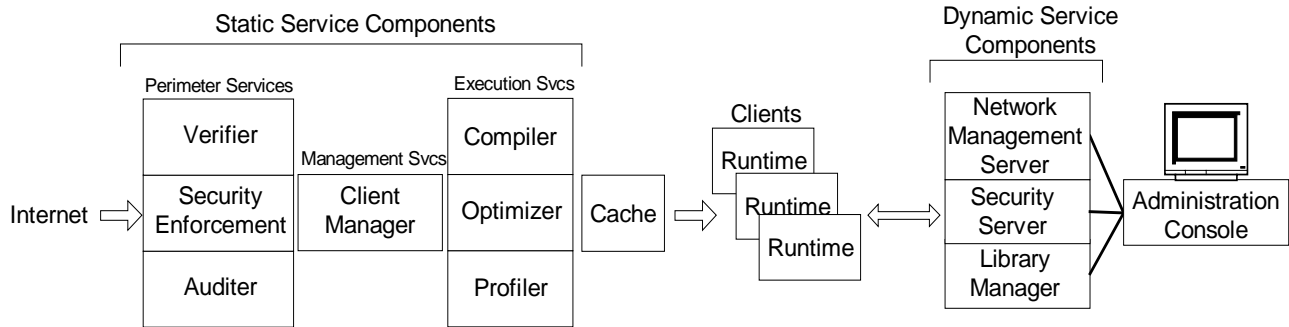 Static Service Components
Dynamic Service
Components
Perimeter Services
Execution Svcs
Verifier
Compiler
Management Svcs
Clients
Runtime
Runtime
Runtime
Network
Management
Server
Internet
Security
Enforcement
Client
Manager
Optimizer
Cache
Security
Server
Administration
Console
Auditer
Profiler
Library
Manager